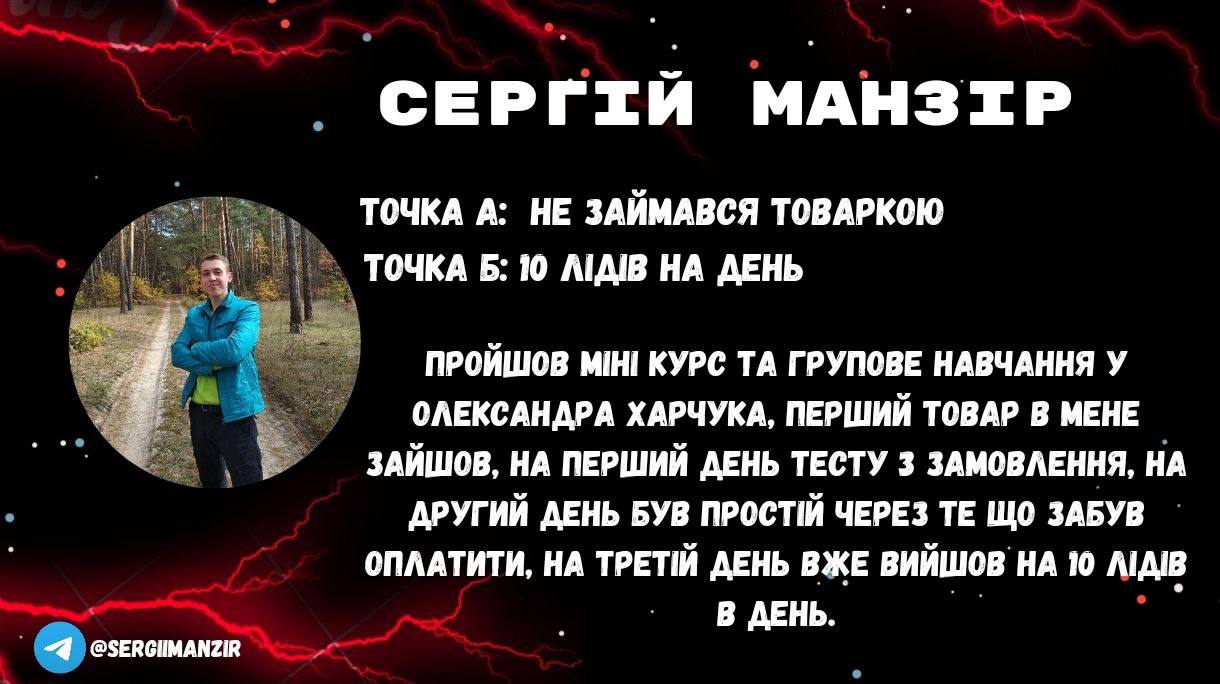 СЕРГІЙ МАНЗІР
ТОЧКА А: НЕ ЗАЙМАВСЯ ТОВАРКОЮ
ТОЧКА Б: 10 ЛІДІВ НА ДЕНЬ
ПРОЙШОВ МІНІ КУРС ТА ГРУПОВЕ НАВЧАННЯ У
ОЛЕКСАНДРА ХАРЧУКА, ПЕРШИЙ ТОВАР В МЕНЕ
ЗАЙШОВ, НА ПЕРШИЙ ДЕНЬ ТЕСТУ 3 ЗАМОВЛЕННЯ, НА
ДРУГИЙ ДЕНЬ БУВ ПРОСТІЙ ЧЕРЕЗ ТЕ ЩО ЗАБУВ
ОПЛАТИТИ, НА ТРЕТІЙ ДЕНЬ ВЖЕ ВИЙШОВ НА 10 ЛІДІВ
В ДЕНЬ.
@SERGIIMANZIR